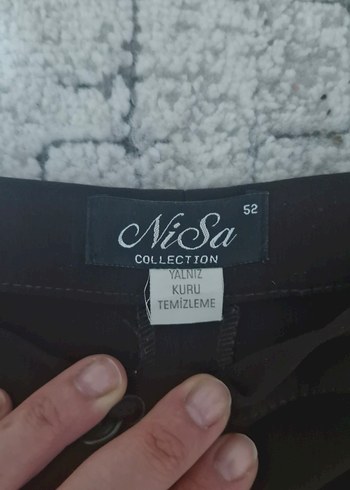 52
NiSa
COLLECTION
YALNIZ
KURU
TEMİZLEME